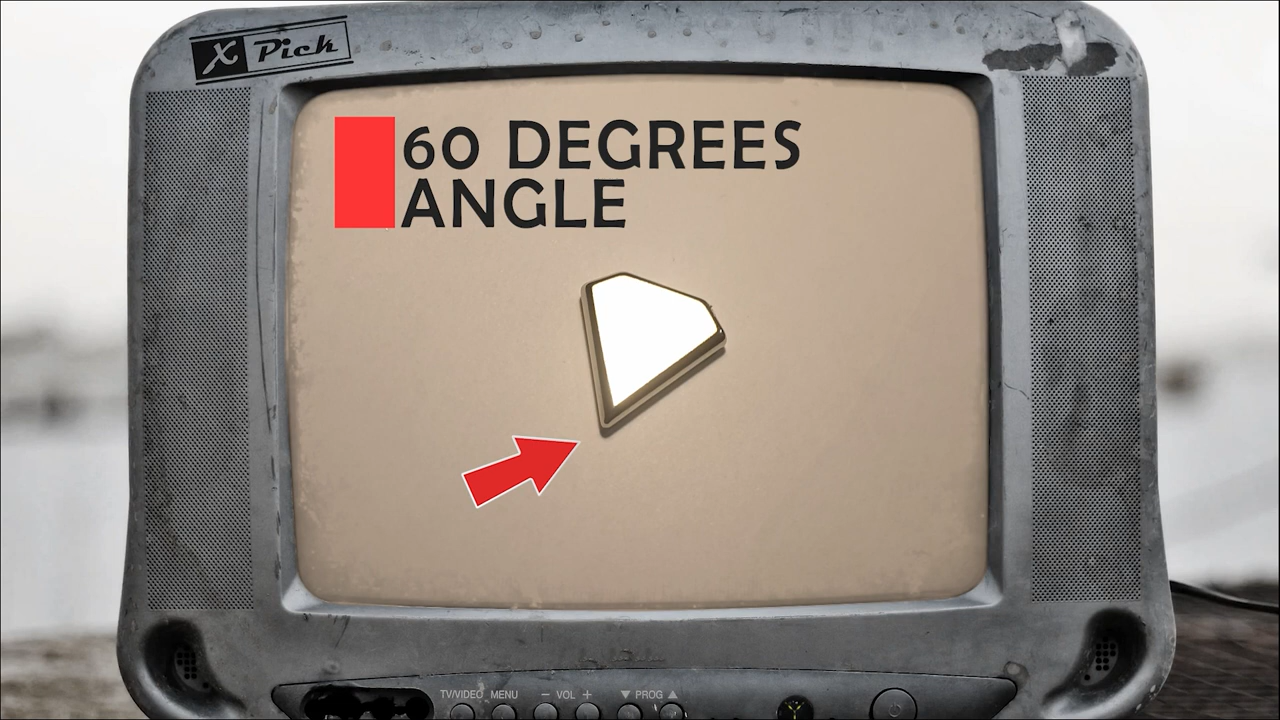 X Pick
60 DEGREES
ANGLE
TV/VIDEO MENU − VOL + ▼ PROG ▲